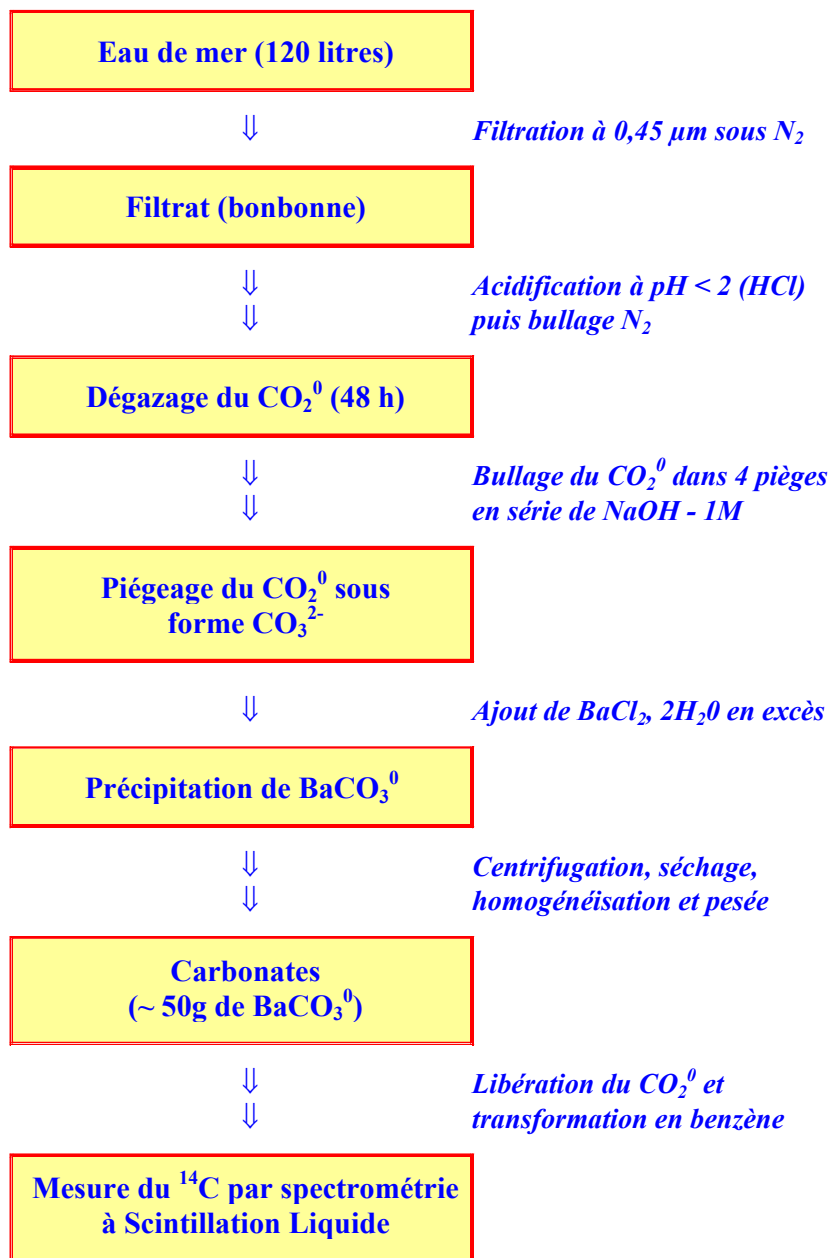 Eau de mer (120 litres)
⇓
Filtration à 0,45 µm sous N₂
Filtrat (bonbonne)
⇓
⇓
Acidification à pH < 2 (HCl)
puis bullage N₂
Dégazage du CO₂⁰ (48 h)
⇓
⇓
Bullage du CO₂⁰ dans 4 pièges
en série de NaOH - 1M
Piégeage du CO₂⁰ sous
forme CO₃²⁻
⇓
Ajout de BaCl₂, 2H₂0 en excès
Précipitation de BaCO₃⁰
⇓
⇓
Centrifugation, séchage,
homogénéisation et pesée
Carbonates
(~ 50g de BaCO₃⁰)
⇓
⇓
Libération du CO₂⁰ et
transformation en benzène
Mesure du ¹⁴C par spectrométrie
à Scintillation Liquide